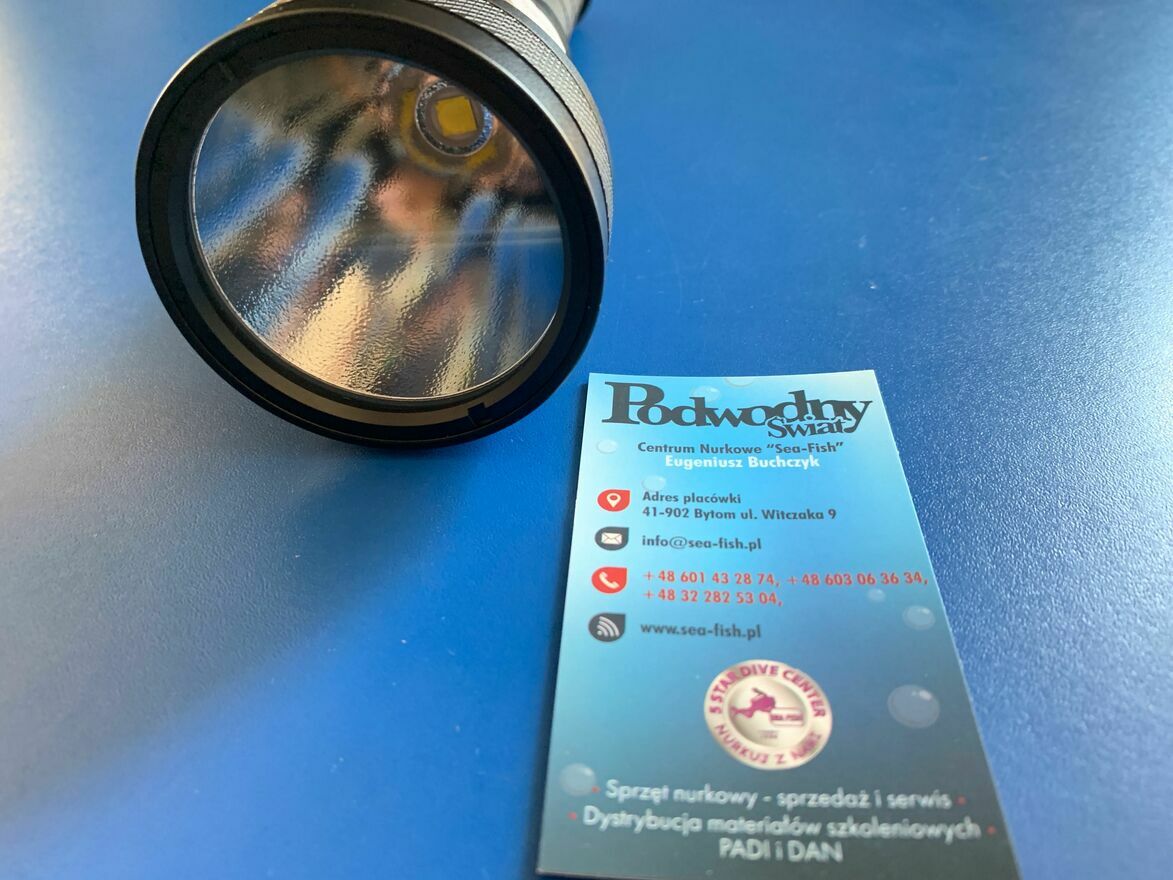 Podwodny
Świat
Centrum Nurkowe "Sea-Fish"
Eugeniusz Buchczyk
Adres placówki
41-902 Bytom ul. Witczaka 9
info@sea-fish.pl
+48 601 43 28 74, +48 603 06 36 34,
+48 32 282 53 04,
www.sea-fish.pl
5 STAR DIVE CENTER
SEA-FISH
NURKUJ Z NAMI
- Sprzęt nurkowy - sprzedaż i serwis -
- Dystrybucja materiałów szkoleniowych -
PADI i DAN